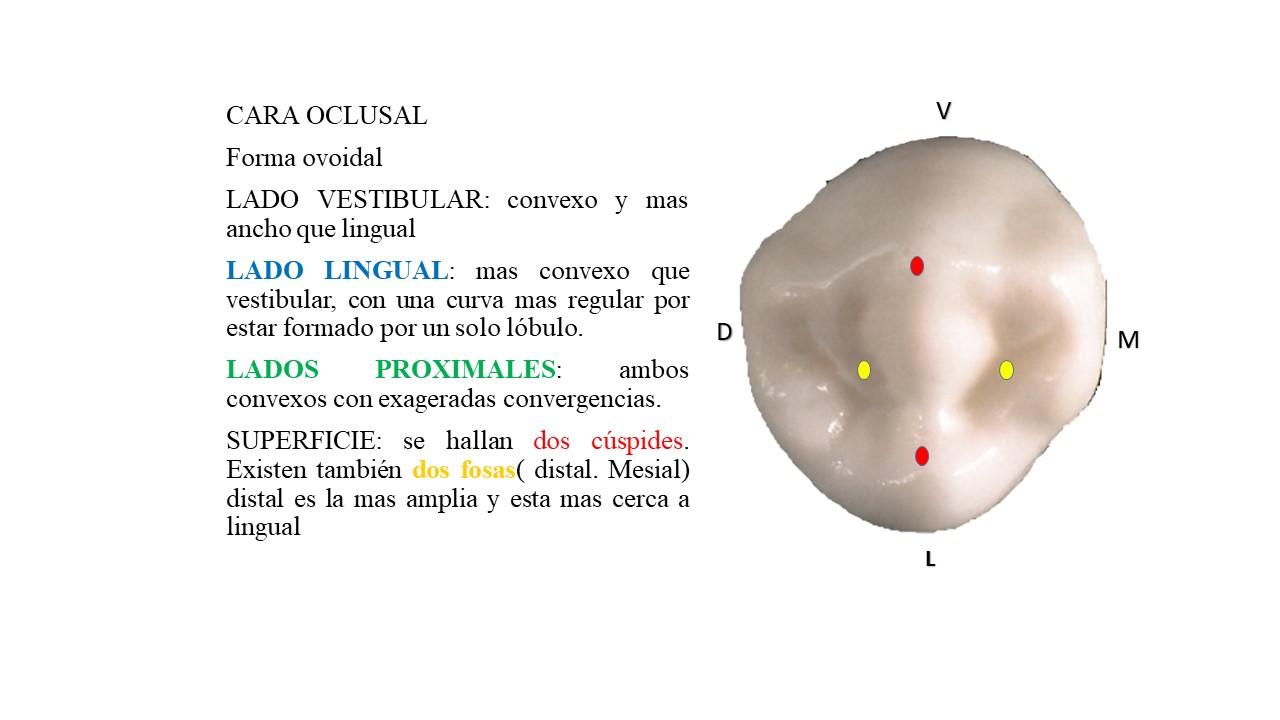 CARA OCLUSAL
Forma ovoidal
LADO VESTIBULAR: convexo y mas
ancho que lingual
LADO LINGUAL: mas convexo que
vestibular, con una curva mas regular por
estar formado por un solo lóbulo.
LADOS PROXIMALES: ambos
convexos con exageradas convergencias.
SUPERFICIE: se hallan dos cúspides.
Existen también dos fosas( distal. Mesial)
distal es la mas amplia y esta mas cerca a
lingual
V
D
M
L